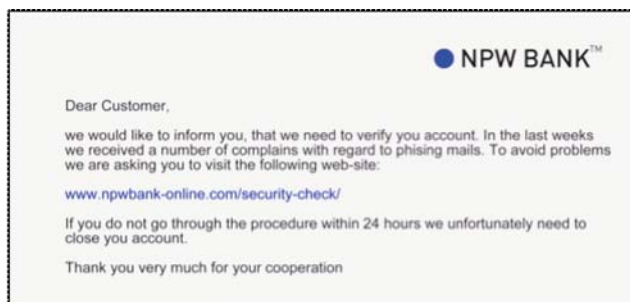 NPW BANK™
Dear Customer,
we would like to inform you, that we need to verify you account. In the last weeks
we received a number of complains with regard to phising mails. To avoid problems
we are asking you to visit the following web-site:
www.npwbank-online.com/security-check/
If you do not go through the procedure within 24 hours we unfortunately need to
close you account.
Thank you very much for your cooperation